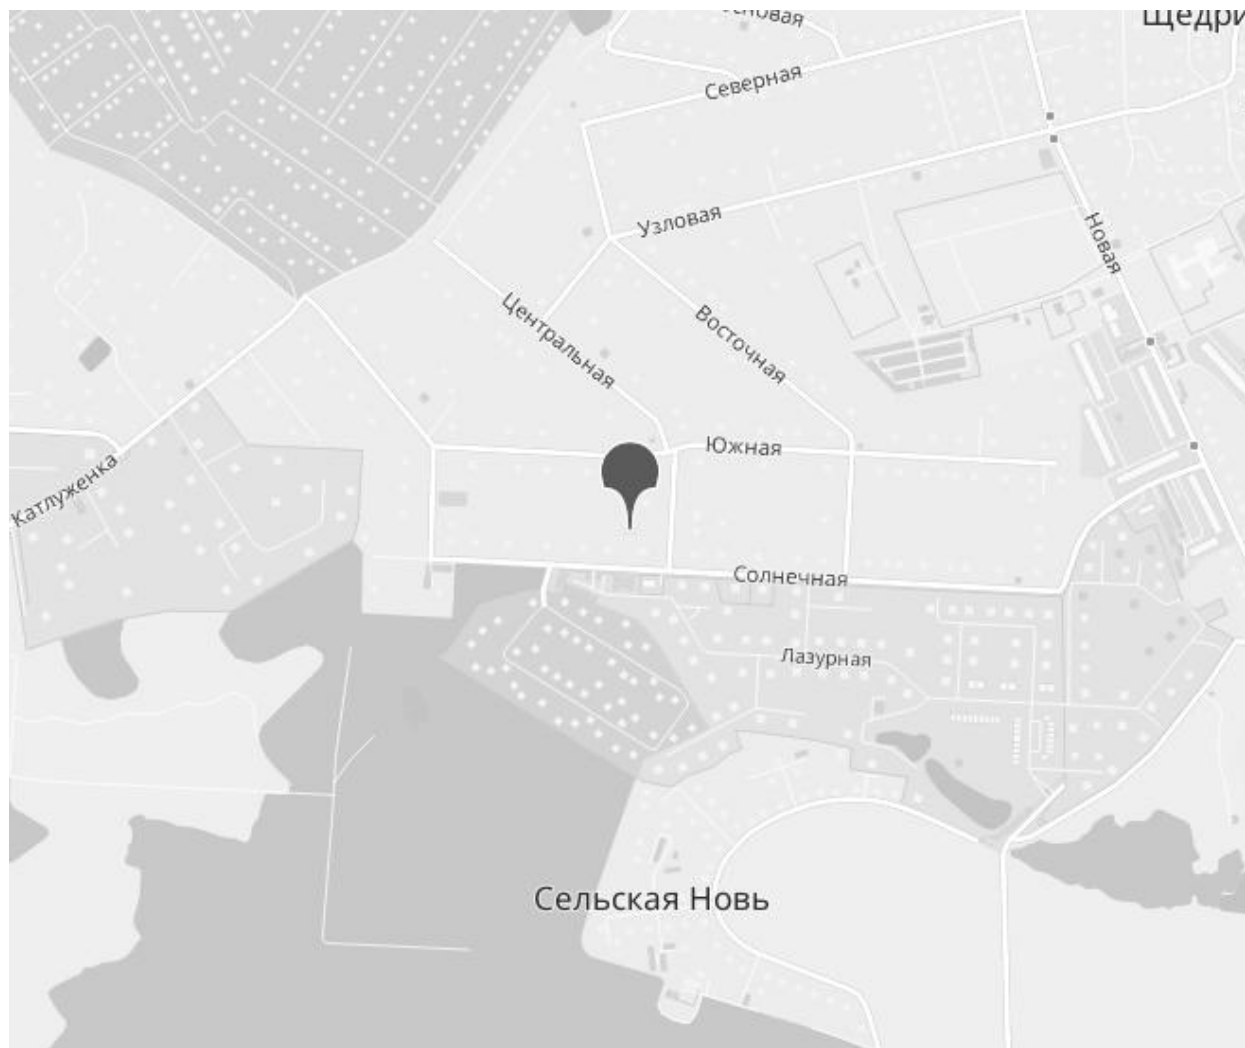 Щедри
Северная
Узловая
Новая
Центральная
Восточная
Южная
Катлуженка
Солнечная
Лазурная
Сельская Новь